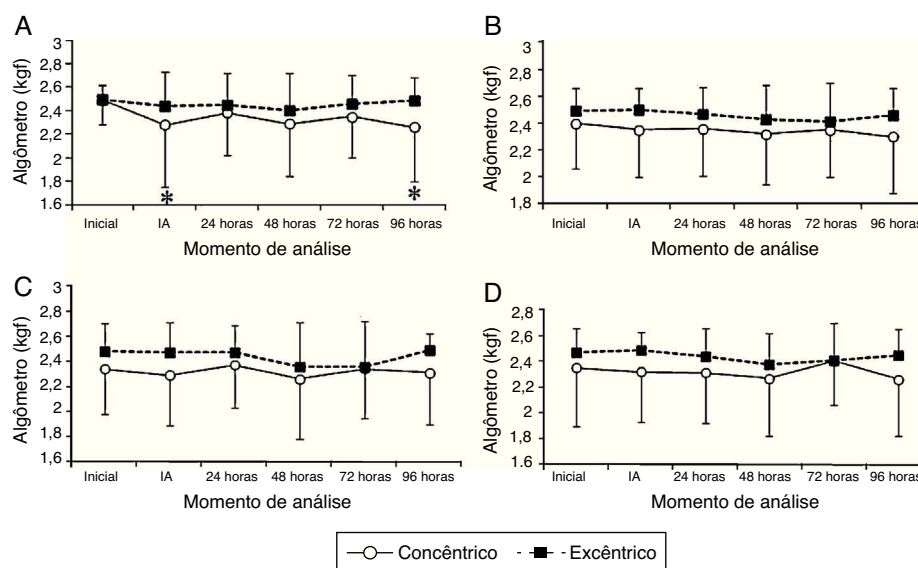 A
Algômetro (kgf)
3
2,8
2,6
2,4
2,2
2
1,8
1.6
* *
Inicial IA 24 horas 48 horas 72 horas 96 horas
Momento de análise
B
Algômetro (kgf)
3
2,8
2,6
2,4
2,2
2
1,8
Inicial IA 24 horas 48 horas 72 horas 96 horas
Momento de análise
C
Algômetro (kgf)
3
2,8
2,6
2,4
2,2
2
1,8
1,6
Inicial IA 24 horas 48 horas 72 horas 96 horas
Momento de análise
D
Algômetro (kgf)
3
2,8
2,6
2,4
2,2
2
1,8
1.6
Inicial IA 24 horas 48 horas 72 horas 96 horas
Momento de análise
Concêntrico Excêntrico